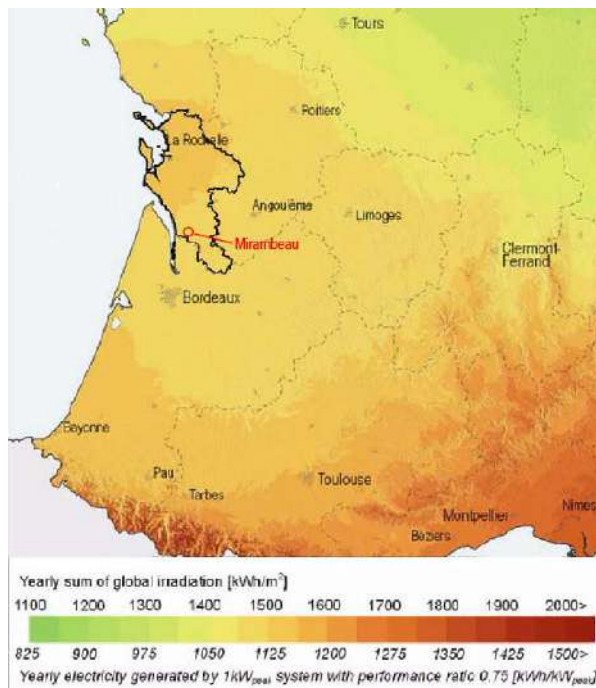 Tours
Poitiers
La Rochelle
Angoulème
Limoges
Mirambeau
Clermont-
Ferrand
Bordeaux
Bayonne
Pau
Tarbes
Toulouse
Montpellier
Nimes
Béziers
Yearly sum of global irradiation [kWh/m²]
1100 1200 1300 1400 1500 1600 1700 1800 1900 2000>
825 900 975 1050 1125 1200 1275 1350 1425 1500>
Yearly electricity generated by 1kWpeak system with performance ratio 0.75 [kWh/kWpeak]